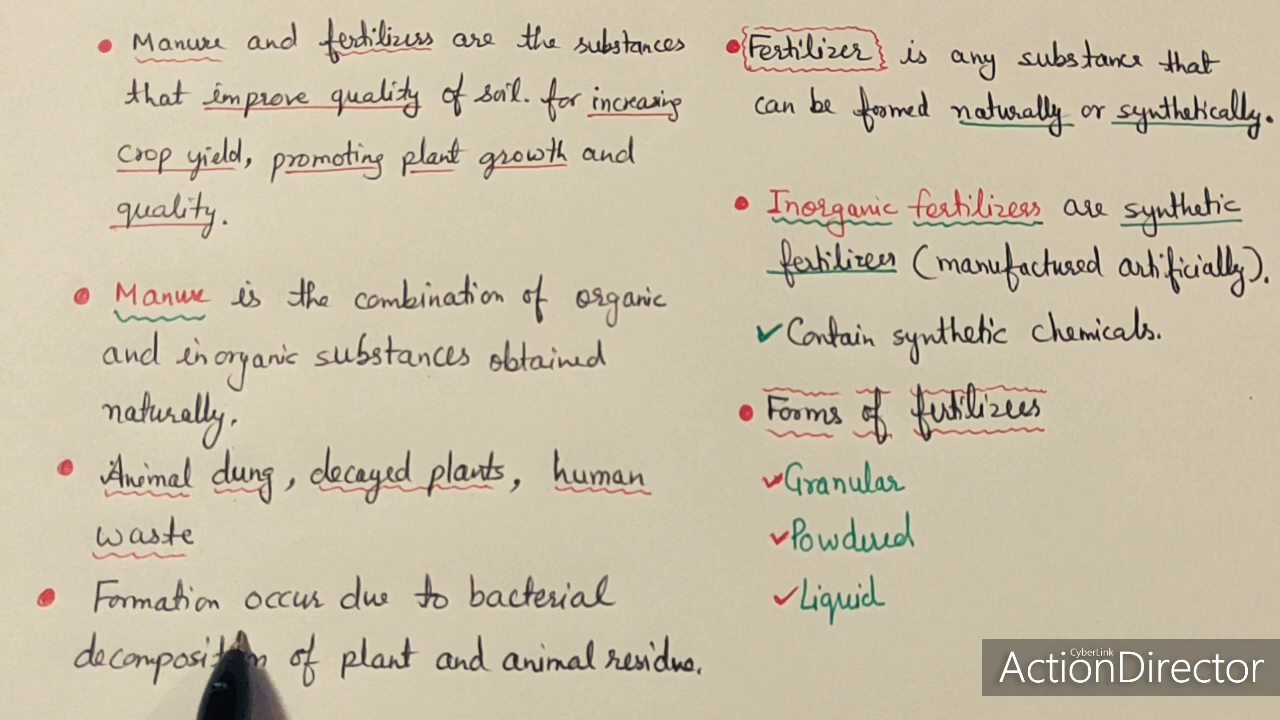 Manure and fertilizers are the substances
that improve quality of soil. for increasing
crop yield, promoting plant growth and
quality.
Manure is the combination of organic
and inorganic substances obtained
naturally.
Animal dung, decayed plants, human
waste
Formation occur due to bacterial
of plant and animal residue.
Fertilizer is any substance that
can be formed naturally or synthetically.
Inorganic fertilizers are synthetic
fertilizers (manufactured artificially).
Contain synthetic chemicals.
Forms of fertilizers
Granular
Powdered
Liquid
CyberLink
ActionDirector